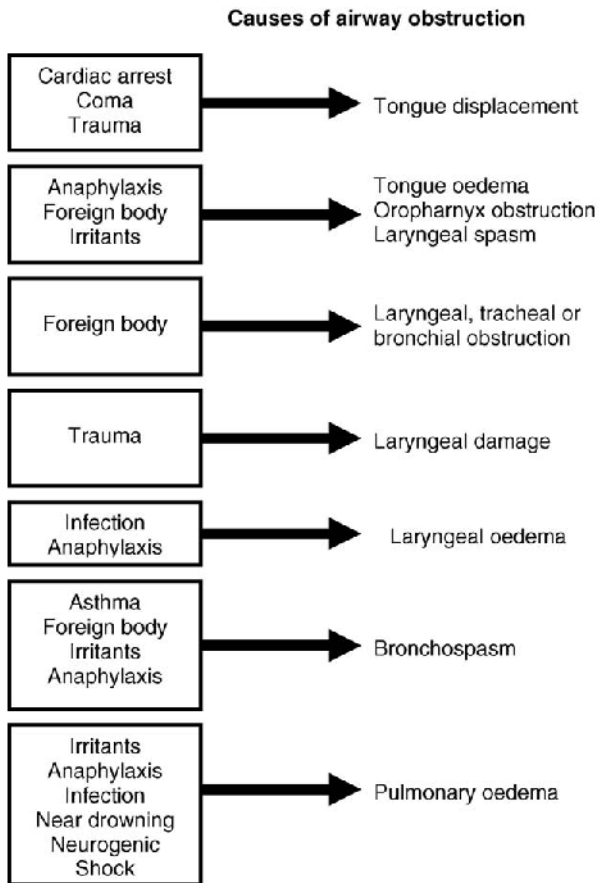 Causes of airway obstruction
Cardiac arrest
Coma
Trauma
Tongue displacement
Anaphylaxis
Foreign body
Irritants
Tongue oedema
Oropharnyx obstruction
Laryngeal spasm
Foreign body
Laryngeal, tracheal or
bronchial obstruction
Trauma
Laryngeal damage
Infection
Anaphylaxis
Laryngeal oedema
Asthma
Foreign body
Irritants
Anaphylaxis
Bronchospasm
Irritants
Anaphylaxis
Infection
Near drowning
Neurogenic
Shock
Pulmonary oedema